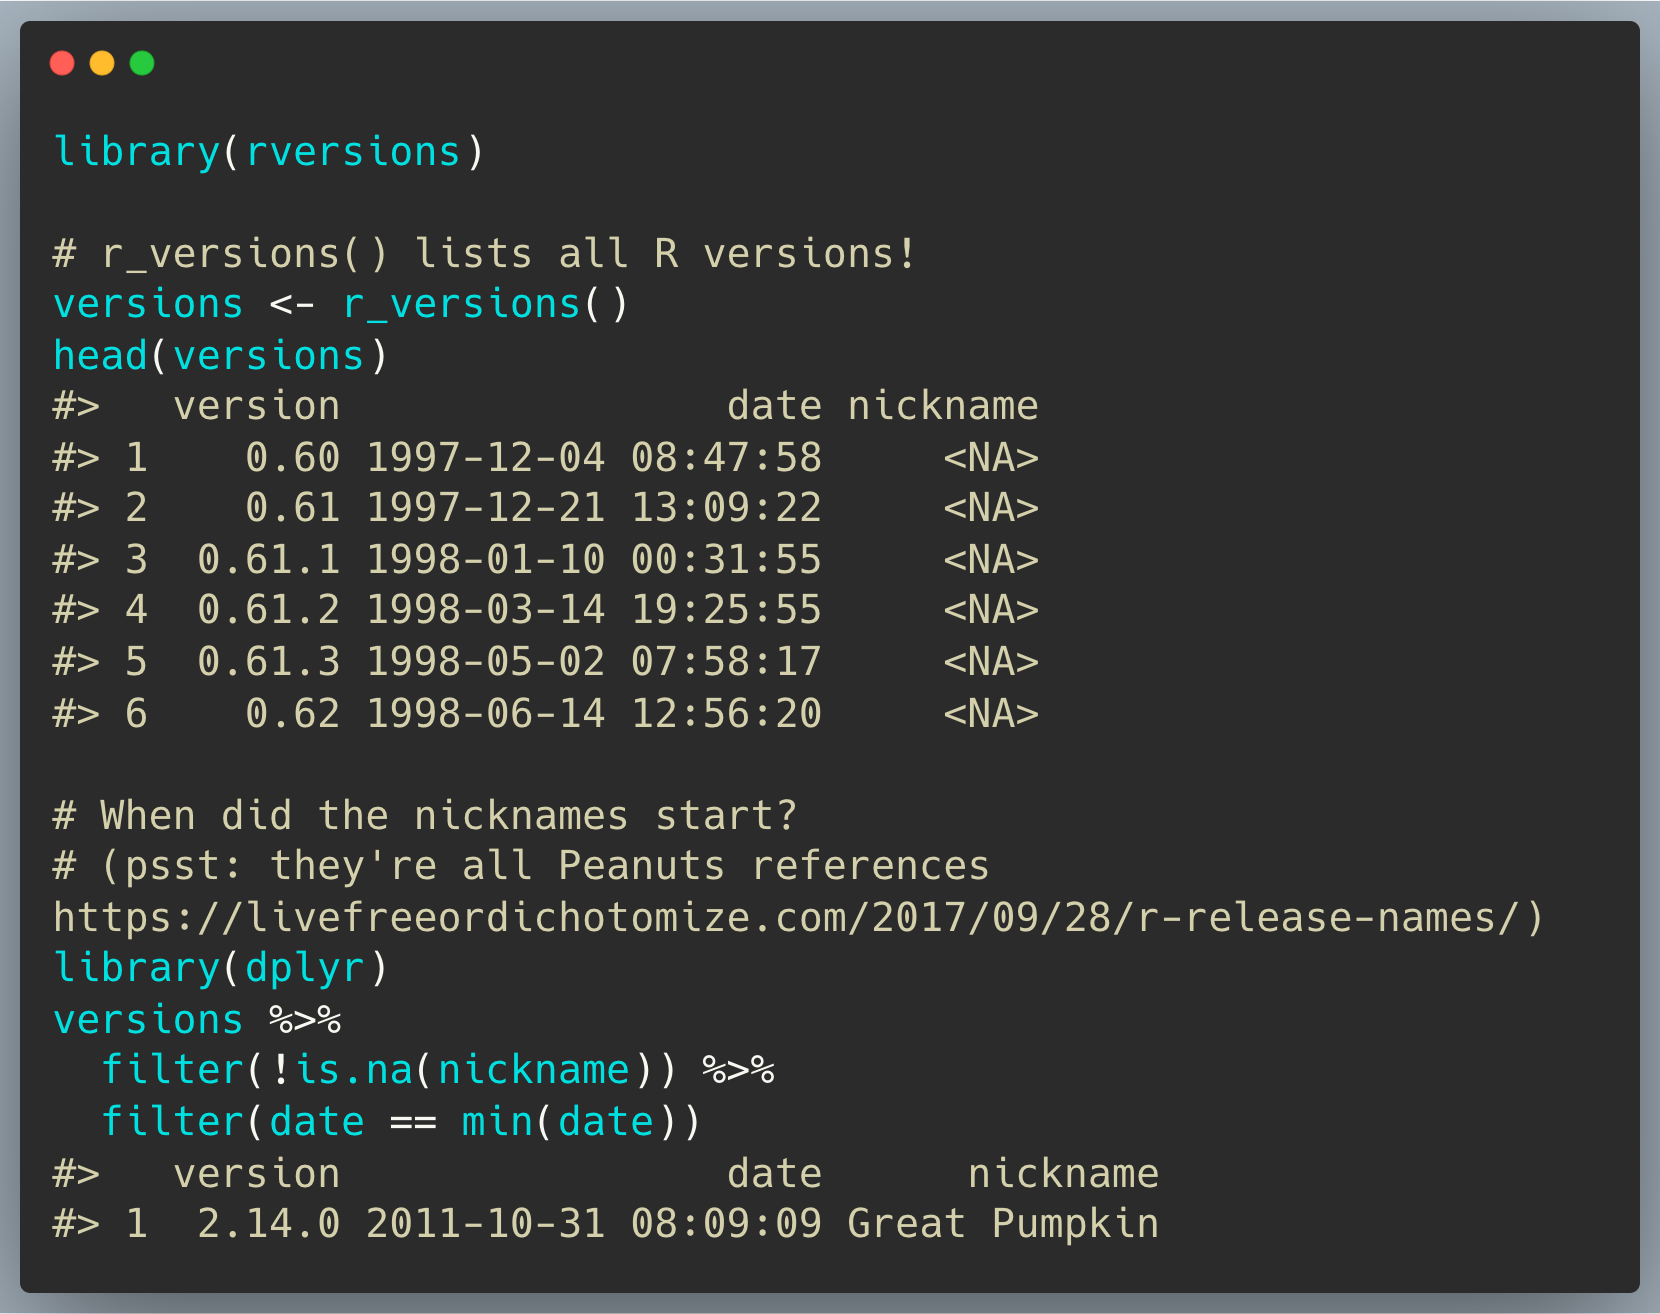 library(rversions)

# r_versions() lists all R versions!
versions <- r_versions()
head(versions)
#>   version                date nickname
#> 1    0.60 1997-12-04 08:47:58     <NA>
#> 2    0.61 1997-12-21 13:09:22     <NA>
#> 3  0.61.1 1998-01-10 00:31:55     <NA>
#> 4  0.61.2 1998-03-14 19:25:55     <NA>
#> 5  0.61.3 1998-05-02 07:58:17     <NA>
#> 6    0.62 1998-06-14 12:56:20     <NA>

# When did the nicknames start?
# (psst: they're all Peanuts references
https://livefreeordichotomize.com/2017/09/28/r-release-names/)
library(dplyr)
versions %>%
  filter(!is.na(nickname)) %>%
  filter(date == min(date))
#>   version                date      nickname
#> 1  2.14.0 2011-10-31 08:09:09 Great Pumpkin